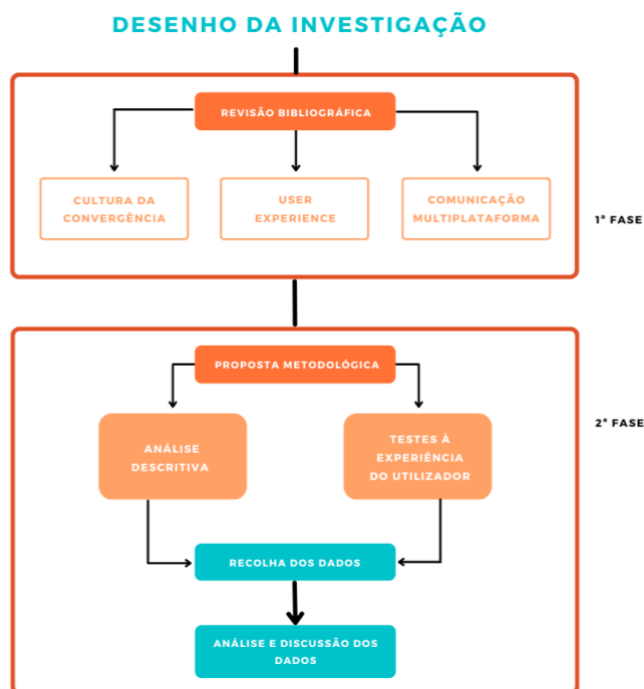 DESENHO DA INVESTIGAÇÃO
REVISÃO BIBLIOGRÁFICA
CULTURA DA
CONVERGÊNCIA
USER
EXPERIENCE
COMUNICAÇÃO
MULTIPLATAFORMA
1ª FASE
PROPOSTA METODOLÓGICA
2ª FASE
ANÁLISE
DESCRITIVA
TESTES À
EXPERIÊNCIA
DO UTILIZADOR
RECOLHA DOS DADOS
ANÁLISE E DISCUSSÃO DOS
DADOS